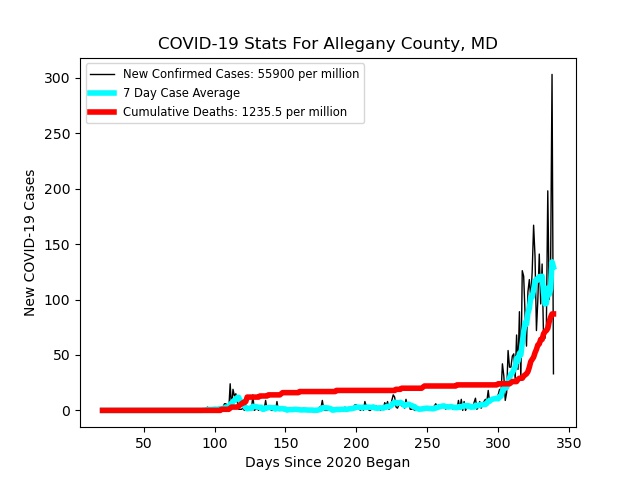 COVID-19 Stats For Allegany County, MD
New Confirmed Cases: 55900 per million
7 Day Case Average
Cumulative Deaths: 1235.5 per million
New COVID-19 Cases
300
250
200
150
100
50
0
50 100 150 200 250 300 350
Days Since 2020 Began